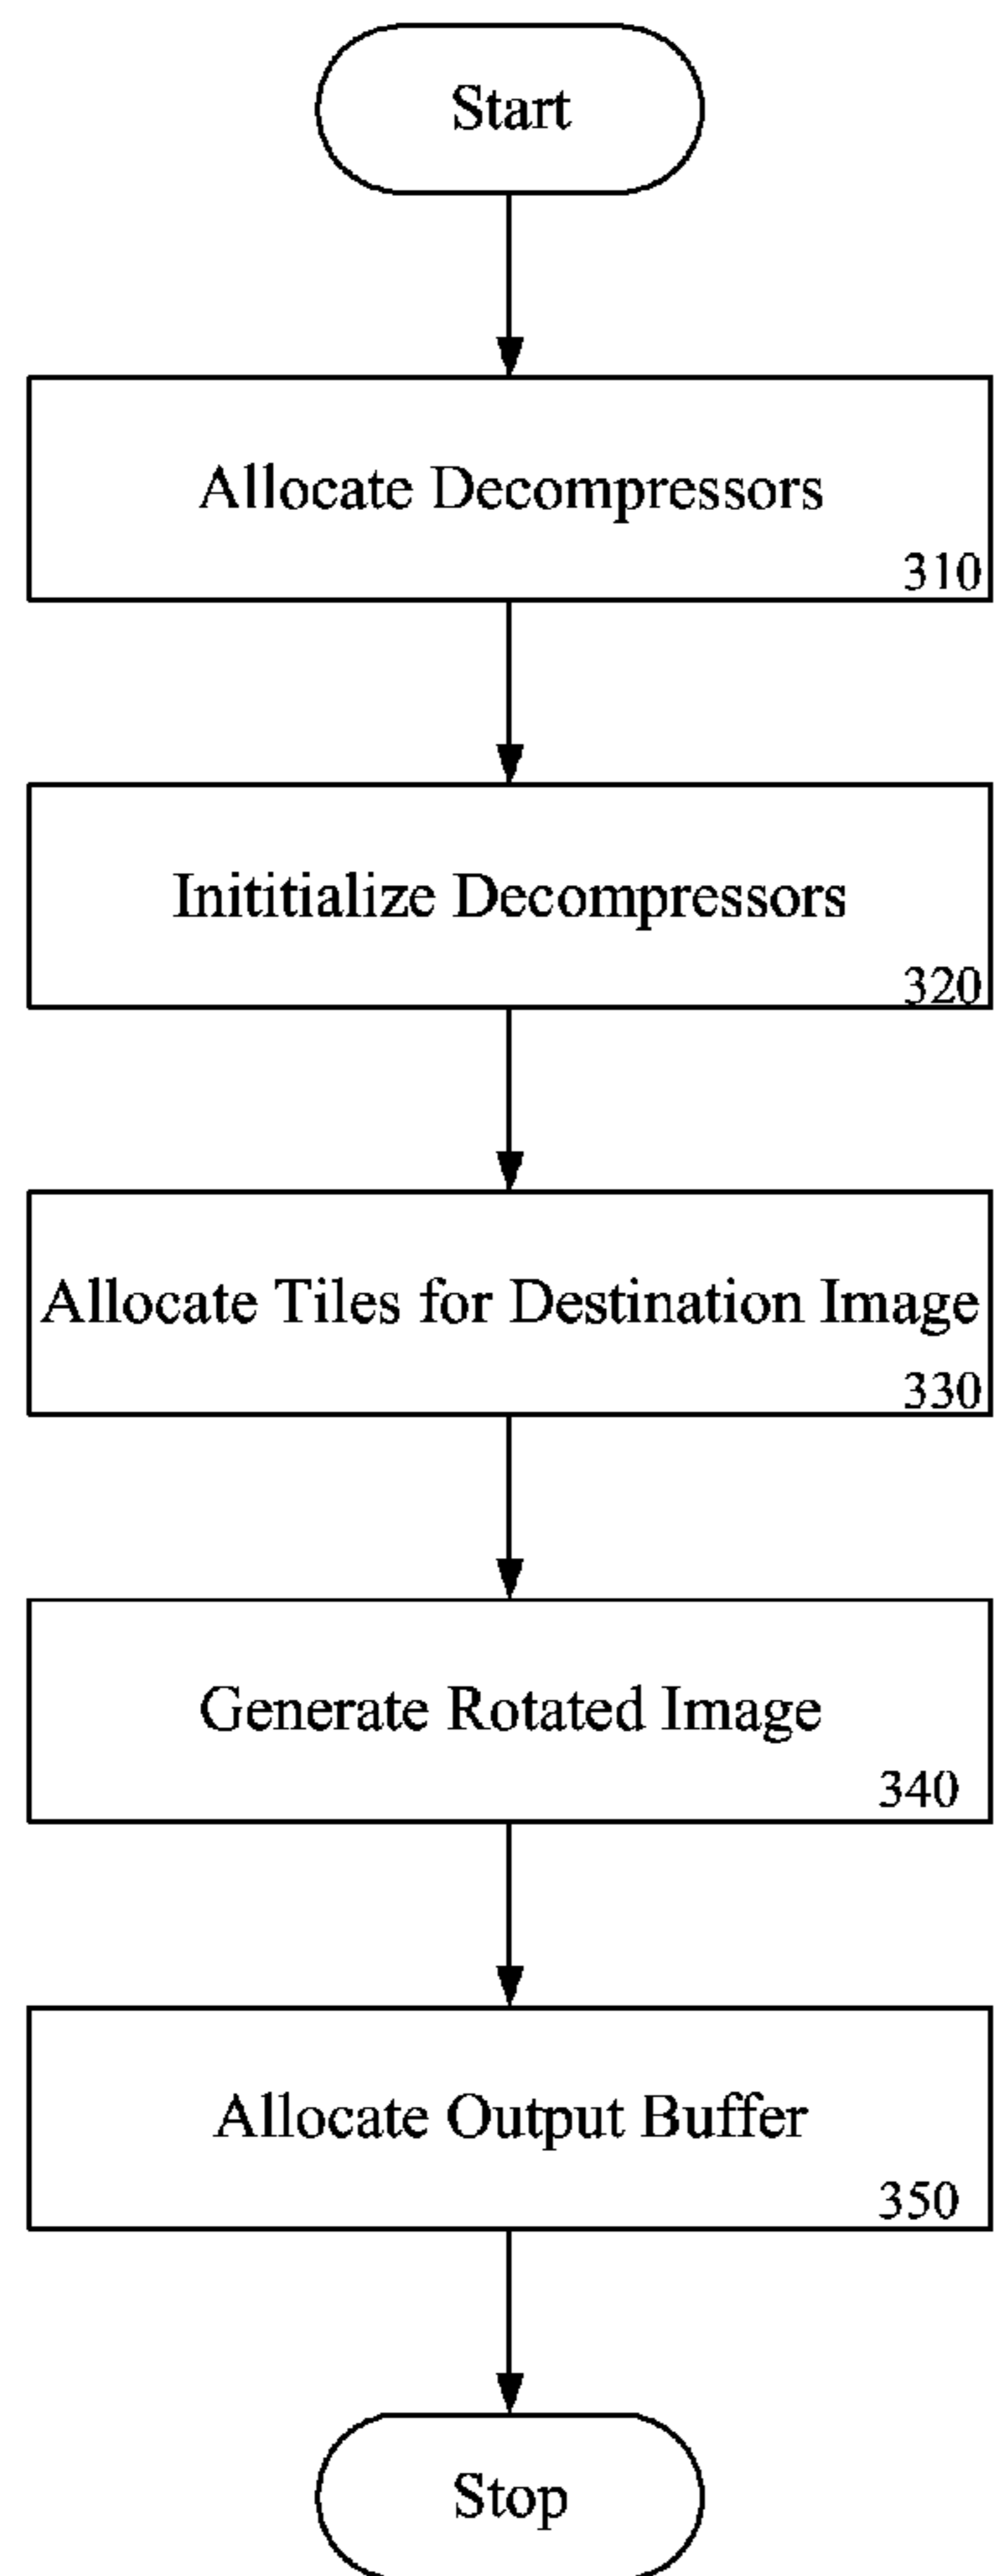 Start
Allocate Decompressors
310
Inititialize Decompressors
320
Allocate Tiles for Destination Image
330
Generate Rotated Image
340
Allocate Output Buffer
350
Stop